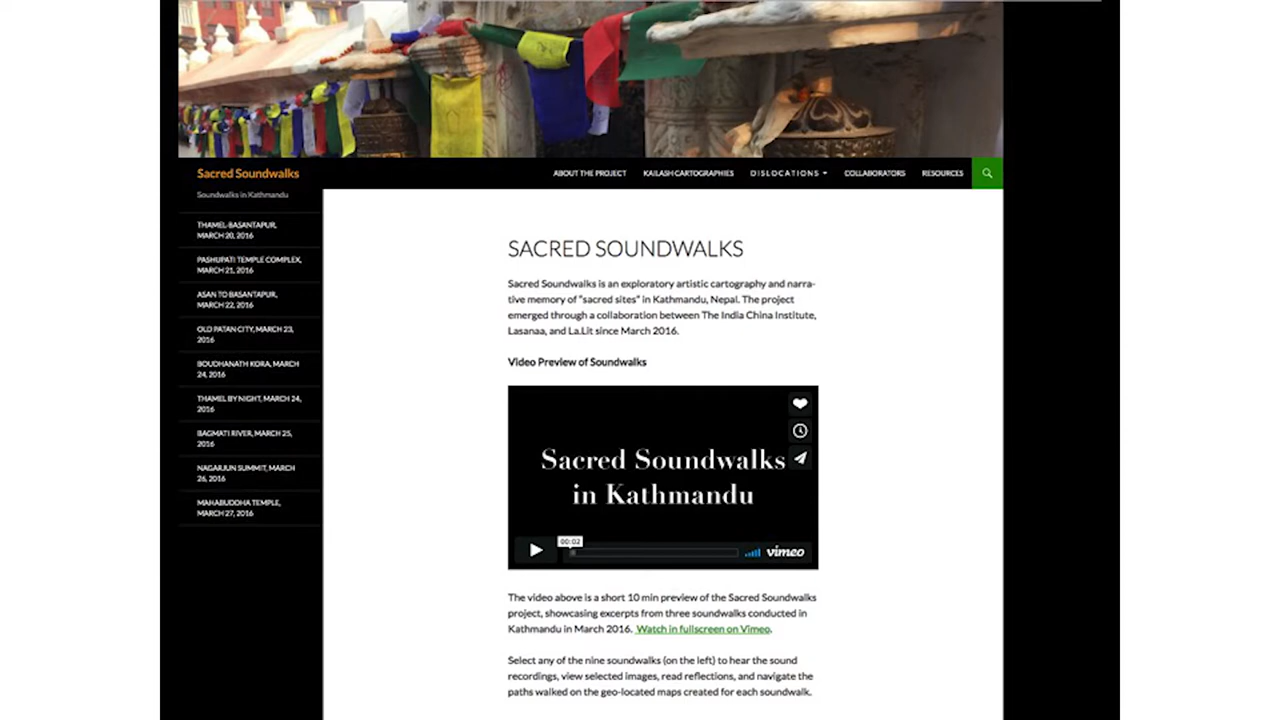 Sacred Soundwalks
ABOUT THE PROJECT
KAILASH CARTOGRAPHIES
DISLOCATIONS
COLLABORATORS
RESOURCES
Soundwalks in Kathmandu
THAMEL-BASANTAPUR,
MARCH 20, 2016
PASHUPATI TEMPLE COMPLEX,
MARCH 21, 2016
ASAN TO BASANTAPUR,
MARCH 22, 2016
OLD PATAN CITY, MARCH 23,
2016
BOUDHANATH KORA, MARCH
24, 2016
THAMEL BY NIGHT, MARCH 24,
2016
BAGMATI RIVER, MARCH 25,
2016
NAGARJUN SUMMIT, MARCH
26, 2016
MAHABUDDHA TEMPLE,
MARCH 27, 2016
SACRED SOUNDWALKS
Sacred Soundwalks is an exploratory artistic cartography and narra-
tive memory of "sacred sites" in Kathmandu, Nepal. The project
emerged through a collaboration between The India China Institute,
Lasanaa, and La.Lit since March 2016.
Video Preview of Soundwalks
Sacred Soundwalks
in Kathmandu
00:02
vimeo
The video above is a short 10 min preview of the Sacred Soundwalks
project, showcasing excerpts from three soundwalks conducted in
Kathmandu in March 2016. Watch in fullscreen on Vimeo.
Select any of the nine soundwalks (on the left) to hear the sound
recordings, view selected images, read reflections, and navigate the
paths walked on the geo-located maps created for each soundwalk.